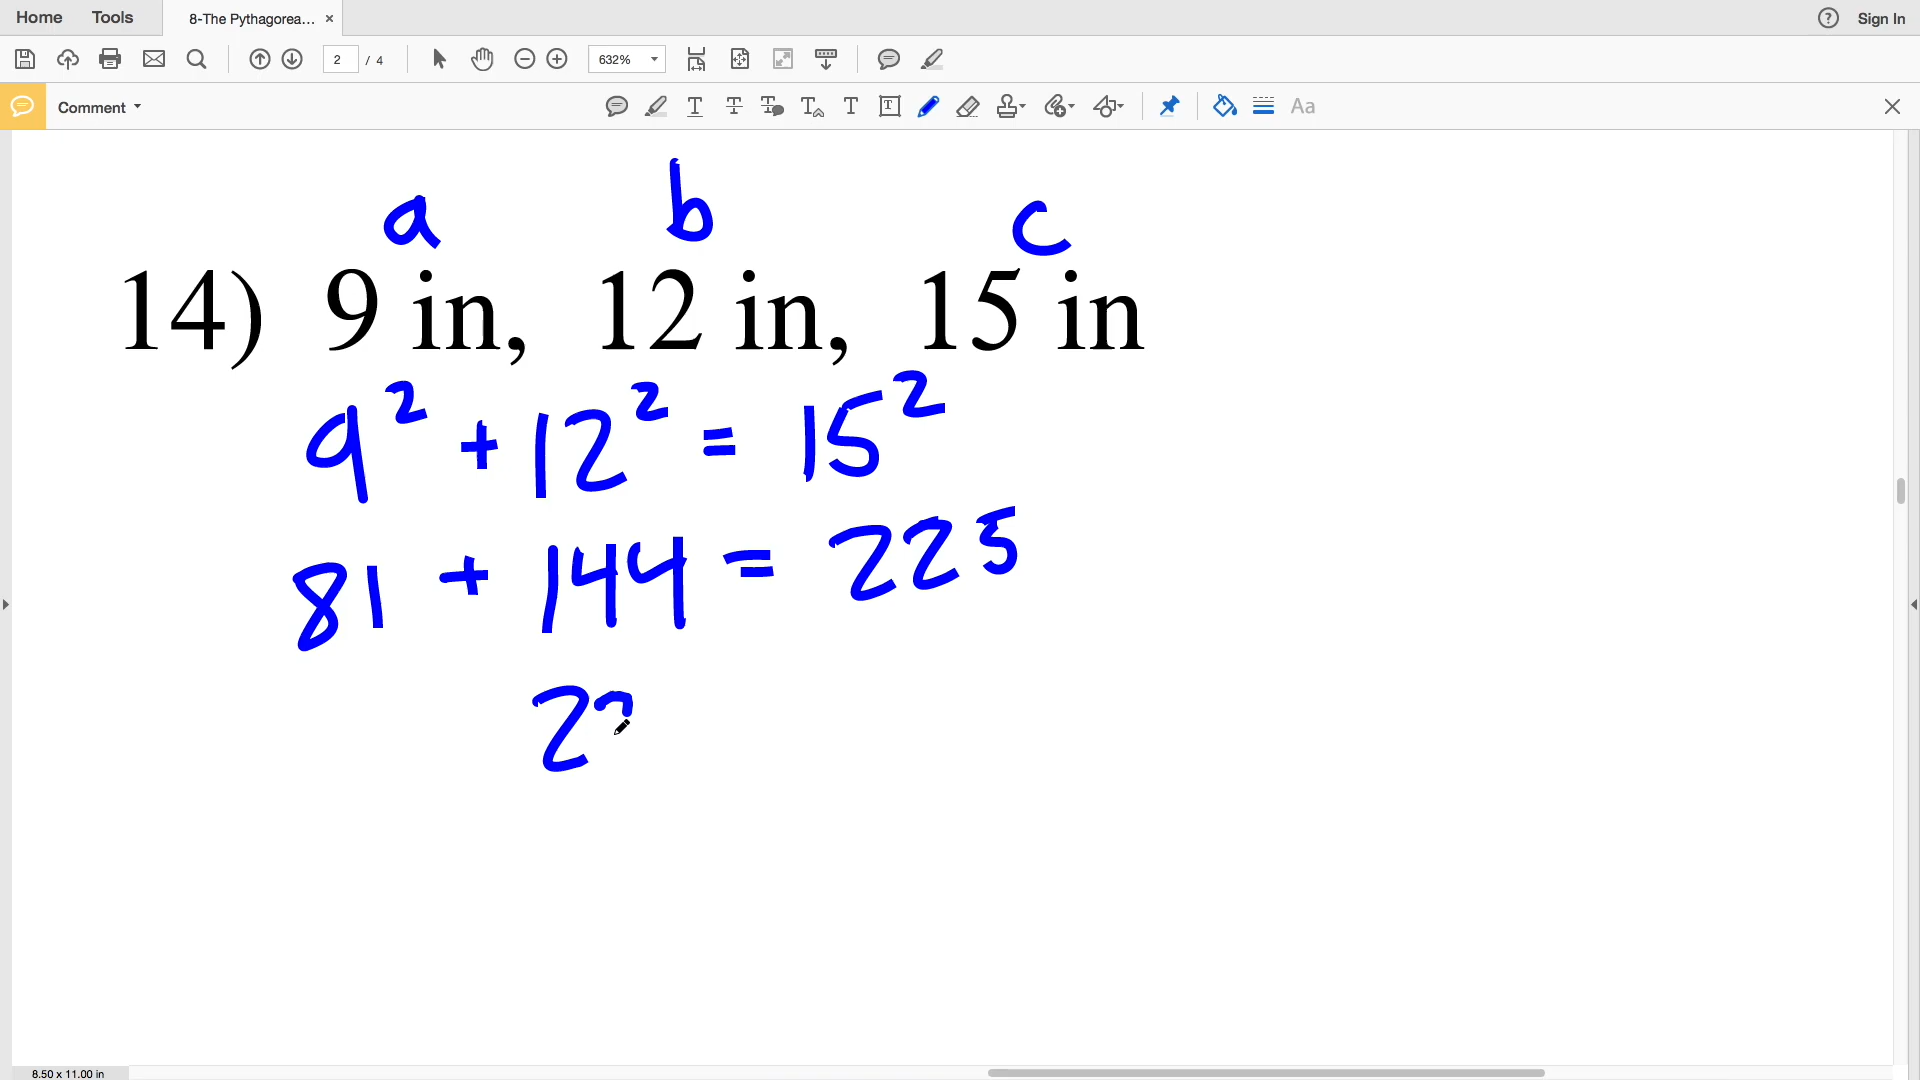 Home Tools 8-The Pythagorea... × Sign In
2 / 4 632%
Comment Aa
a b c
14) 9 in, 12 in, 15 in
9² + 12² = 15²
81 + 144 = 225
2
8.50 x 11.00 in